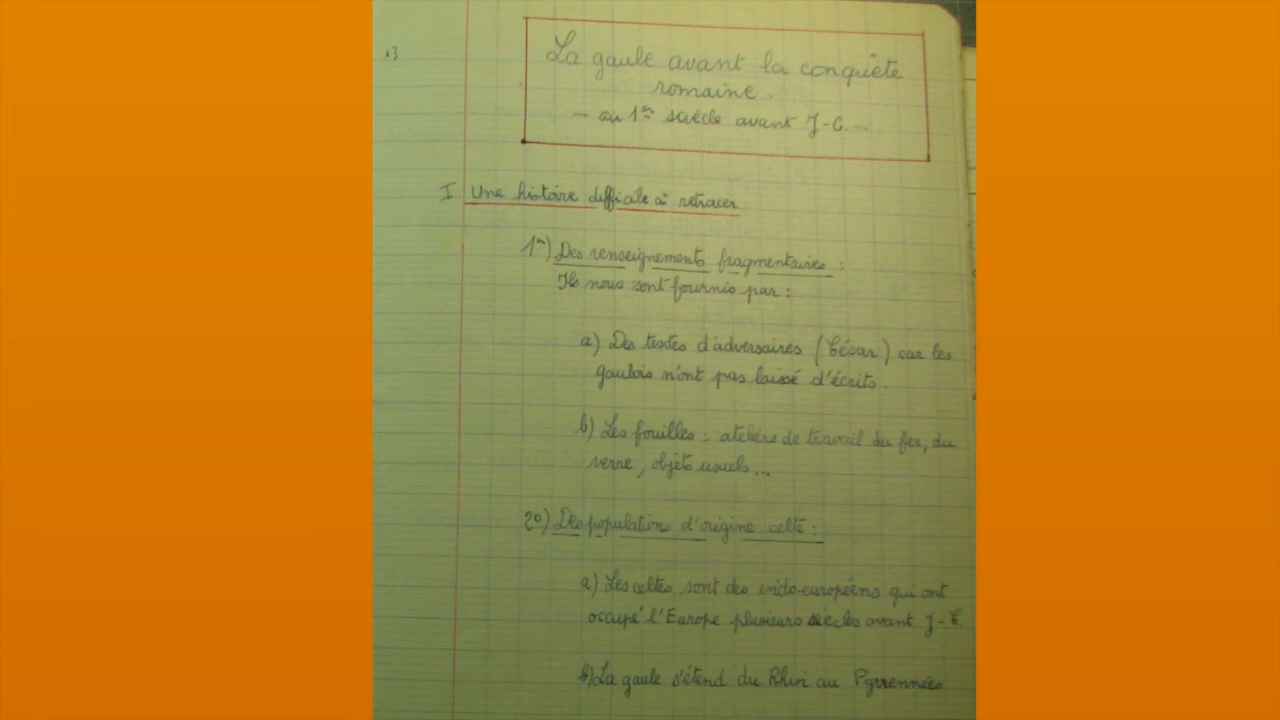 La gaule avant la conquête
romaine.
- au 1er siècle avant J-C. -
I Une histoire difficile à retracer
1er) Des renseignements fragmentaires :
Ils nous sont fournis par :
a) Des textes d'adversaires (César) car les
gaulois n'ont pas laissé d'écrits.
b) Les fouilles : ateliers de travail du fer, du
verre, objets usuels...
2º) Des populations d'origine celte :
a) Les celtes sont des indo-européens qui ont
occupé l'Europe plusieurs siècles avant J-C.
b) La gaule s'étend du Rhin au Pyrennées